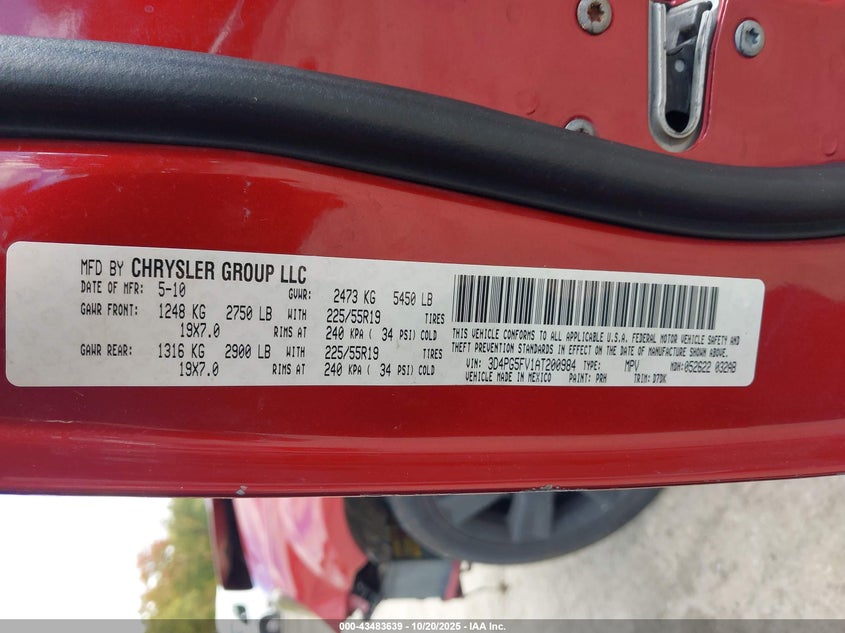 MFD BY CHRYSLER GROUP LLC
DATE OF MFR: 5-10 GVWR: 2473 KG 5450 LB
GAWR FRONT: 1248 KG 2750 LB WITH 225/55R19 TIRES
19X7.0 RIMS AT 240 KPA ( 34 PSI) COLD
GAWR REAR: 1316 KG 2900 LB WITH 225/55R19 TIRES
19X7.0 RIMS AT 240 KPA ( 34 PSI) COLD
THIS VEHICLE CONFORMS TO ALL APPLICABLE U.S.A. FEDERAL MOTOR VEHICLE SAFETY AND
THEFT PREVENTION STANDARDS IN EFFECT ON THE DATE OF MANUFACTURE SHOWN ABOVE.
VIN: 3D4PG5FV1AT200984 TYPE: MPV MDH: 052622 032AB
VEHICLE MADE IN MEXICO PAINT: PRH TRIM: D7DK
000-43483639 - 10/20/2025 - IAA Inc.